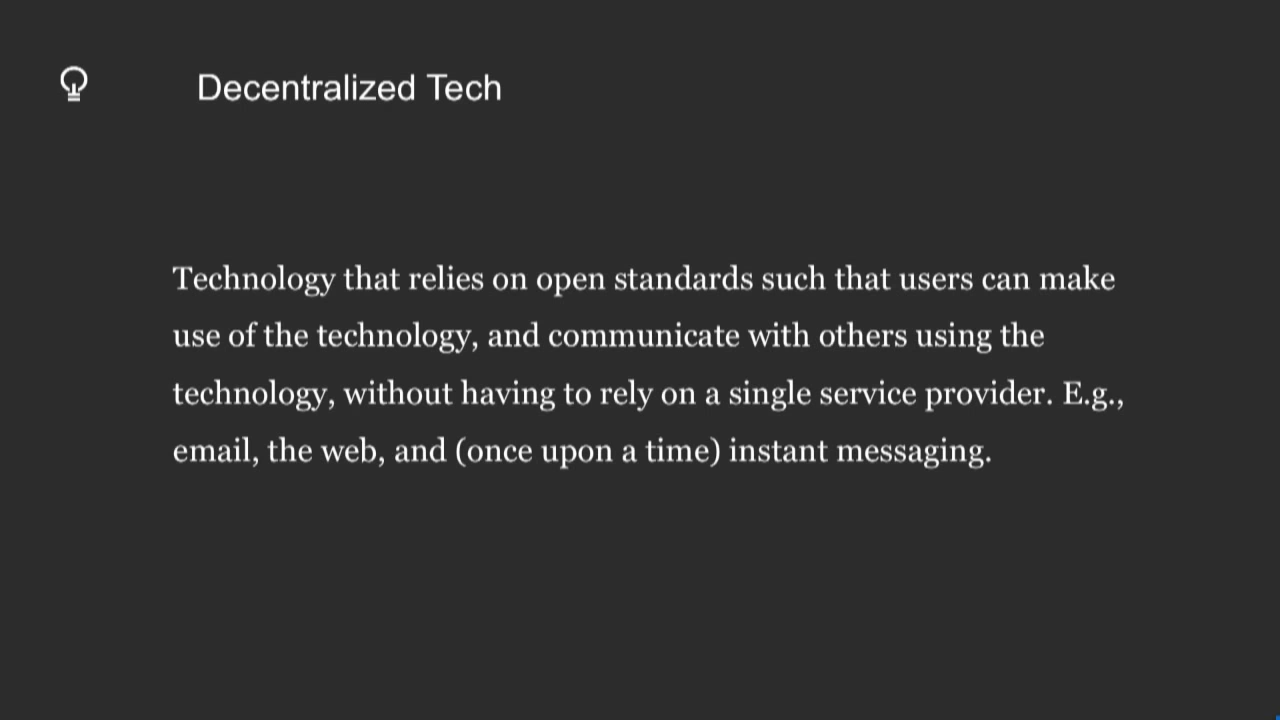 Decentralized Tech
Technology that relies on open standards such that users can make
use of the technology, and communicate with others using the
technology, without having to rely on a single service provider. E.g.,
email, the web, and (once upon a time) instant messaging.